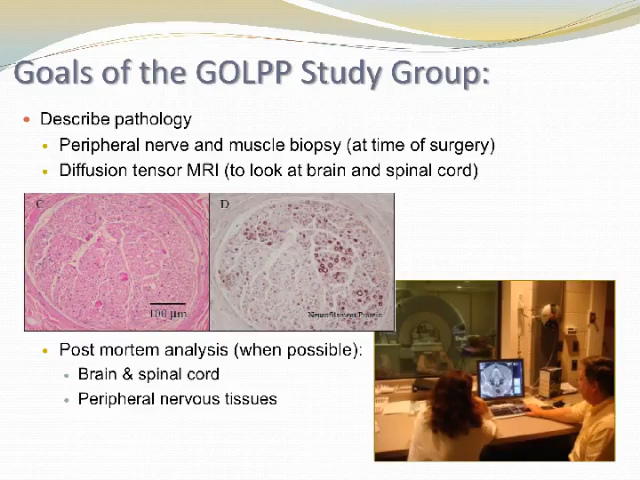 Goals of the GOLPP Study Group:
Describe pathology
Peripheral nerve and muscle biopsy (at time of surgery)
Diffusion tensor MRI (to look at brain and spinal cord)
C
D
100 µm
Neurofilament Protein
Post mortem analysis (when possible):
Brain & spinal cord
Peripheral nervous tissues